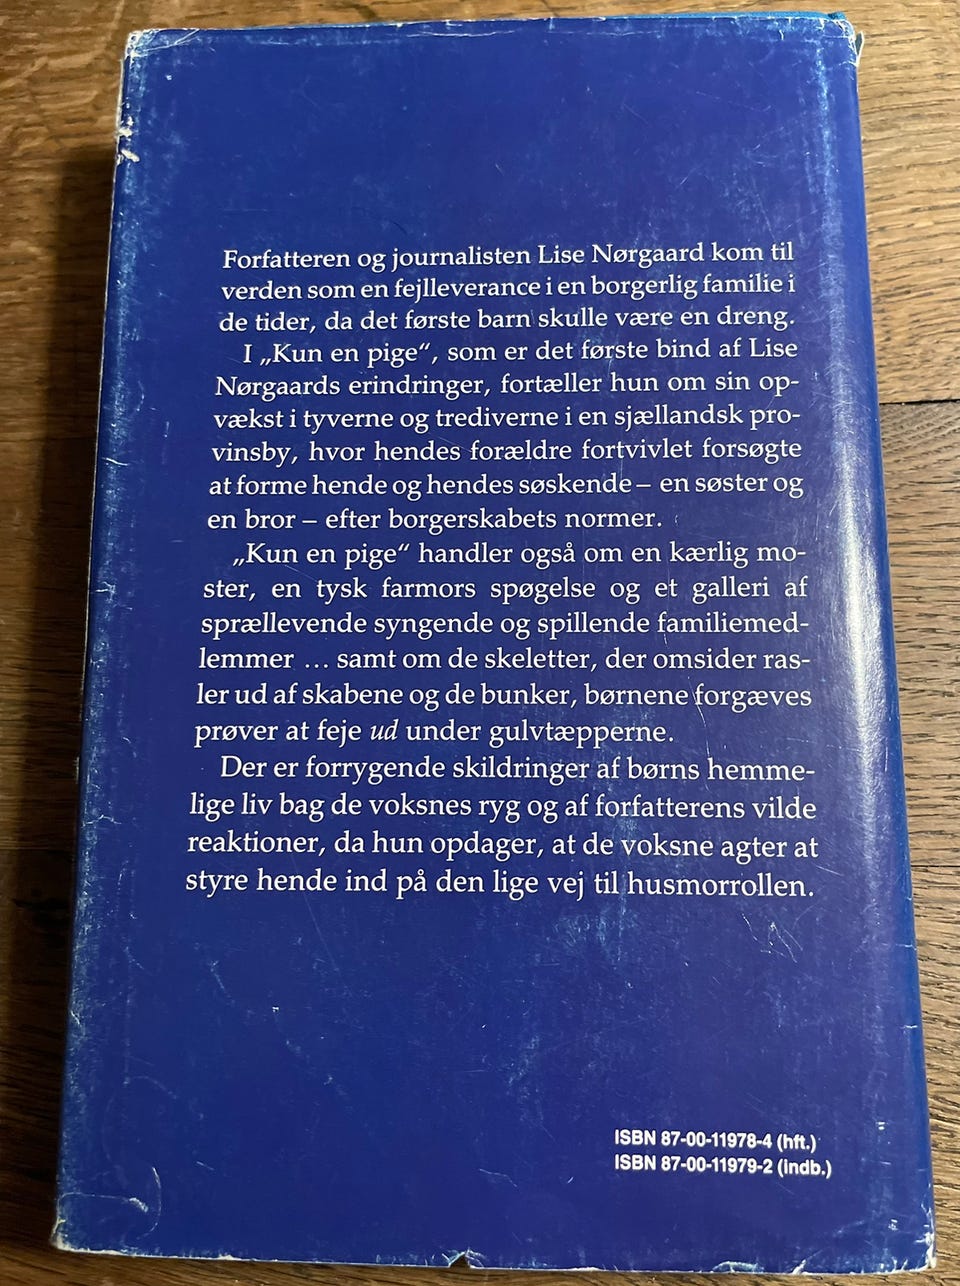 Forfatteren og journalisten Lise Nørgaard kom til
verden som en fejlleverance i en borgerlig familie i
de tider, da det første barn skulle være en dreng.
I „Kun en pige“, som er det første bind af Lise
Nørgaards erindringer, fortæller hun om sin op-
vækst i tyverne og trediverne i en sjællandsk pro-
vinsby, hvor hendes forældre fortvivlet forsøgte
at forme hende og hendes søskende – en søster og
en bror – efter borgerskabets normer.
„Kun en pige“ handler også om en kærlig mo-
ster, en tysk farmors spøgelse og et galleri af
sprællevende syngende og spillende familiemed-
lemmer ... samt om de skeletter, der omsider ras-
ler ud af skabene og de bunker, børnene forgæves
prøver at feje ud under gulvtæpperne.
Der er forrygende skildringer af børns hemme-
lige liv bag de voksnes ryg og af forfatterens vilde
reaktioner, da hun opdager, at de voksne agter at
styre hende ind på den lige vej til husmorrollen.
ISBN 87-00-11978-4 (hft.)
ISBN 87-00-11979-2 (indb.)